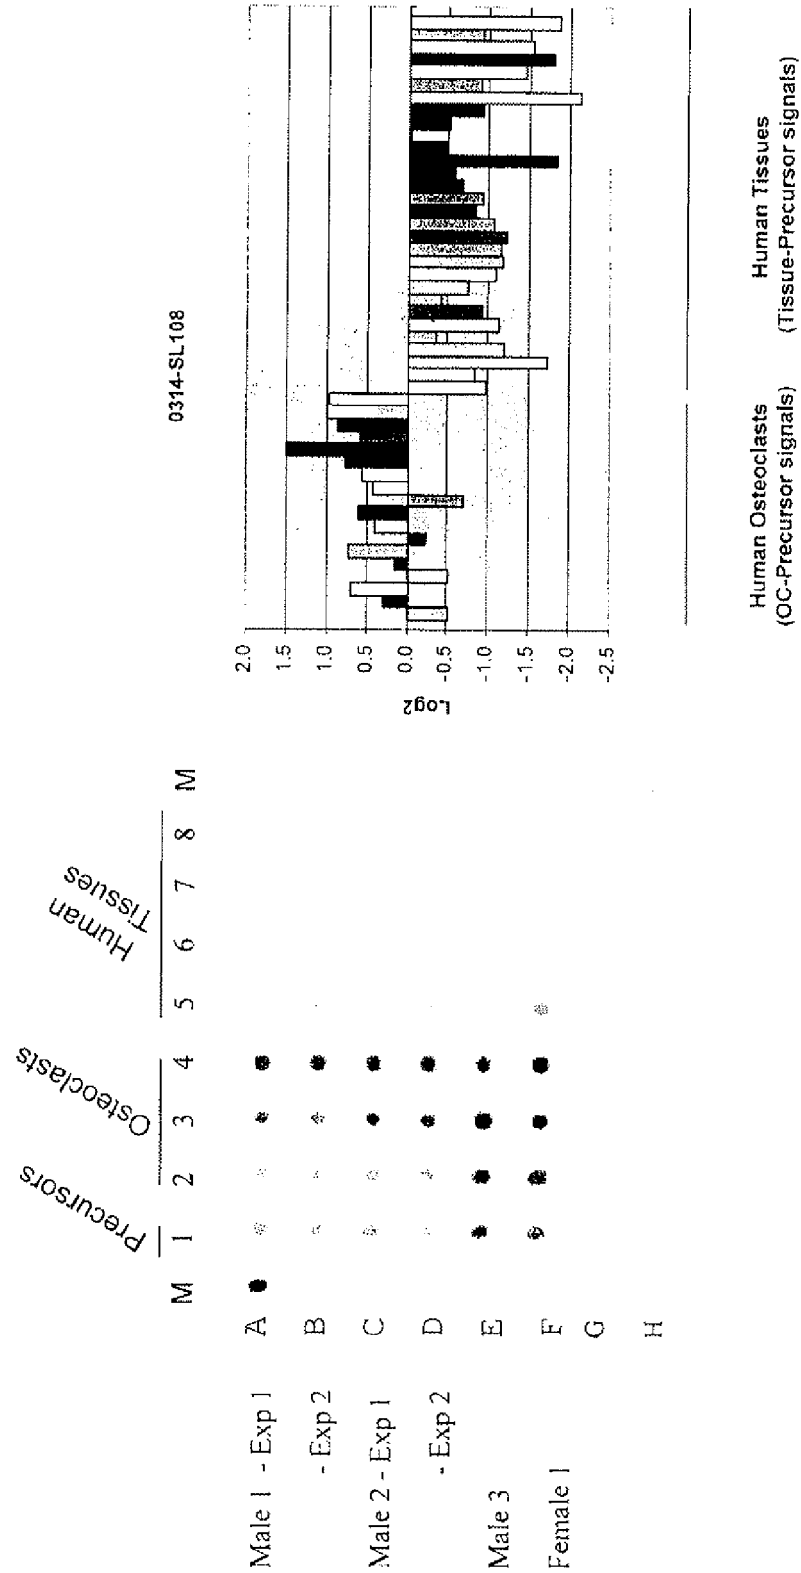 Precursors
Osteoclasts
Human
Tissues
M 1 2 3 4 5 6 7 8 M
Male 1 - Exp 1 A
- Exp 2 B
Male 2 - Exp 1 C
- Exp 2 D
Male 3 E
Female 1 F
G
H
0314-SL108
Log2
2.0
1.5
1.0
0.5
0.0
-0.5
-1.0
-1.5
-2.0
-2.5
Human Osteoclasts
(OC-Precursor signals)
Human Tissues
(Tissue-Precursor signals)